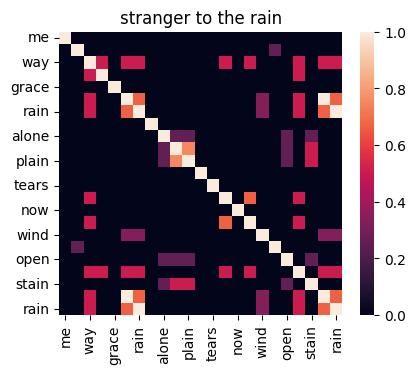 stranger to the rain
me
way
grace
rain
alone
plain
tears
now
wind
open
stain
rain
me
way
grace
rain
alone
plain
tears
now
wind
open
stain
rain
1.0
0.8
0.6
0.4
0.2
0.0